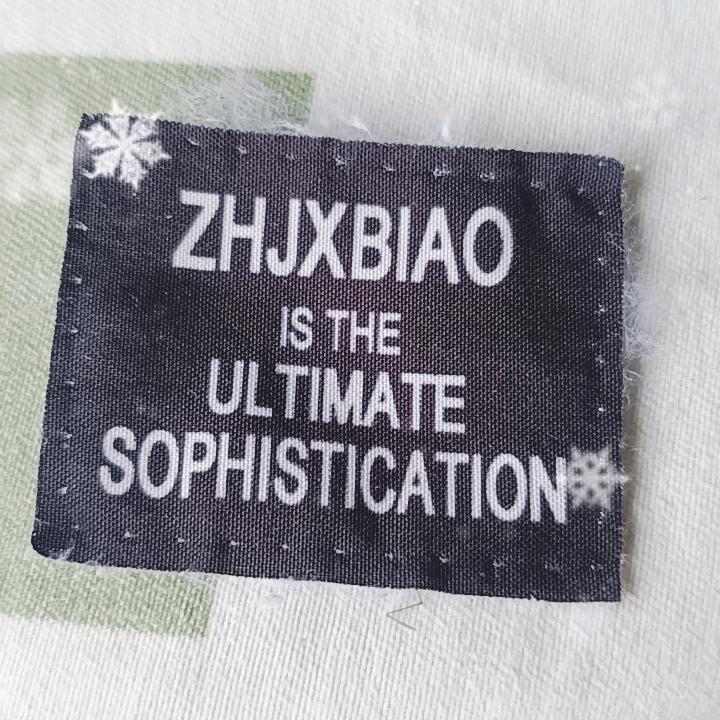 ZHJXBIAO
IS THE
ULTIMATE
SOPHISTICATION